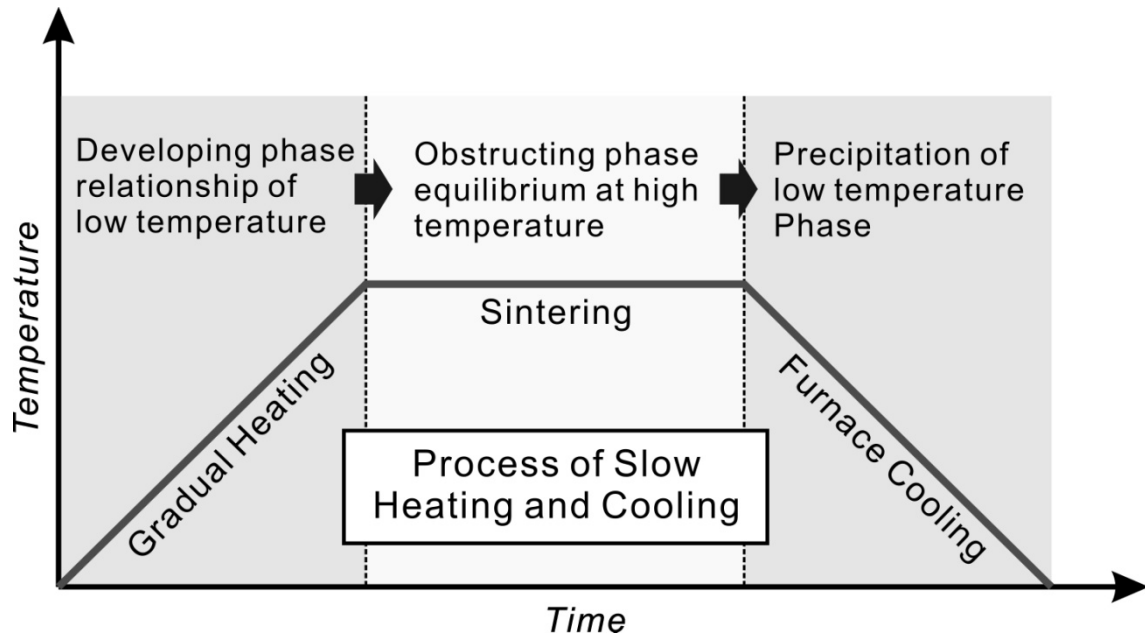 Developing phase
relationship of
low temperature
Obstructing phase
equilibrium at high
temperature
Precipitation of
low temperature
Phase
Temperature
Gradual Heating
Sintering
Furnace Cooling
Process of Slow
Heating and Cooling
Time